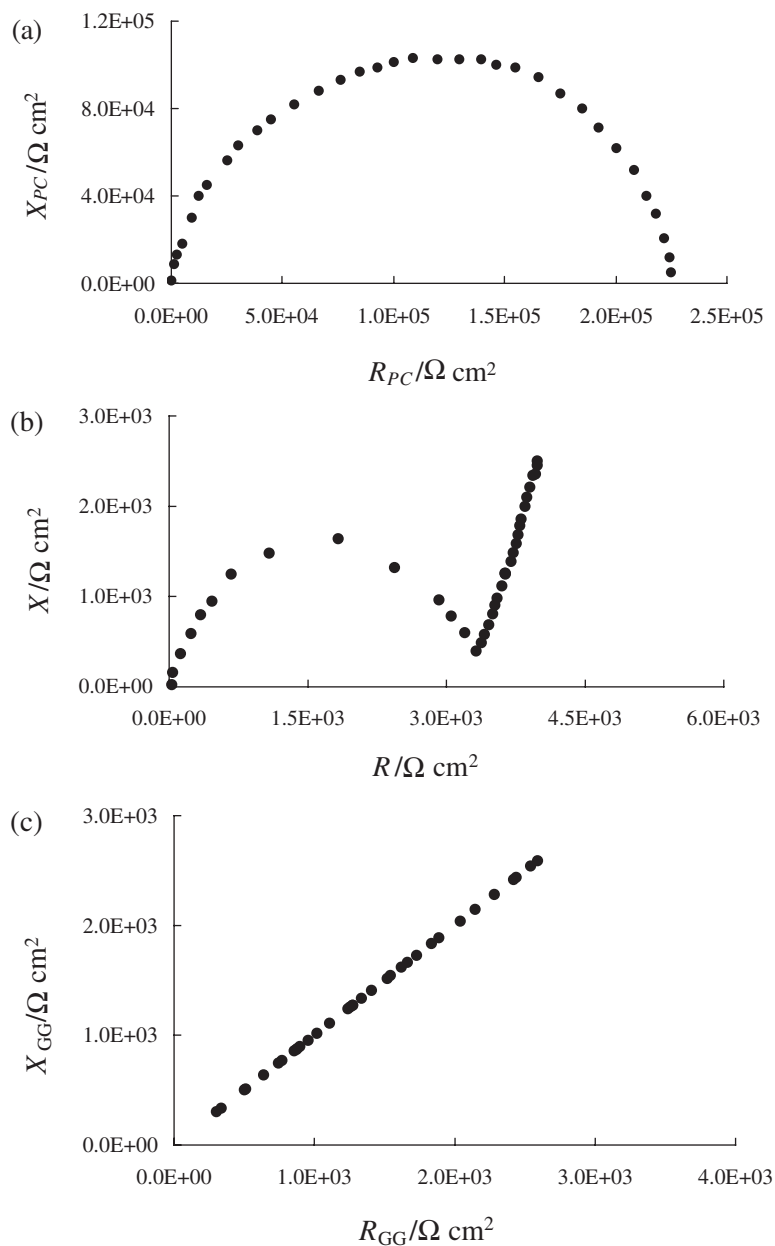 (a)
1.2E+05
8.0E+04
4.0E+04
0.0E+00
X_PC/Ω cm²
0.0E+00 5.0E+04 1.0E+05 1.5E+05 2.0E+05 2.5E+05
R_PC/Ω cm²
(b)
3.0E+03
2.0E+03
1.0E+03
0.0E+00
X/Ω cm²
0.0E+00 1.5E+03 3.0E+03 4.5E+03 6.0E+03
R/Ω cm²
(c)
3.0E+03
2.0E+03
1.0E+03
0.0E+00
X_GG/Ω cm²
0.0E+00 1.0E+03 2.0E+03 3.0E+03 4.0E+03
R_GG/Ω cm²